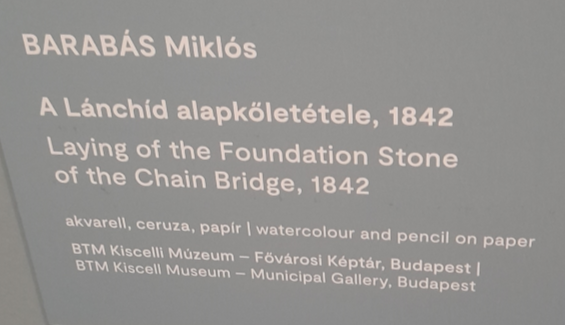 BARABÁS Miklós
A Lánchíd alapkőletétele, 1842
Laying of the Foundation Stone
of the Chain Bridge, 1842
akvarell, ceruza, papír | watercolour and pencil on paper
BTM Kiscelli Múzeum – Fővárosi Képtár, Budapest |
BTM Kiscell Museum – Municipal Gallery, Budapest